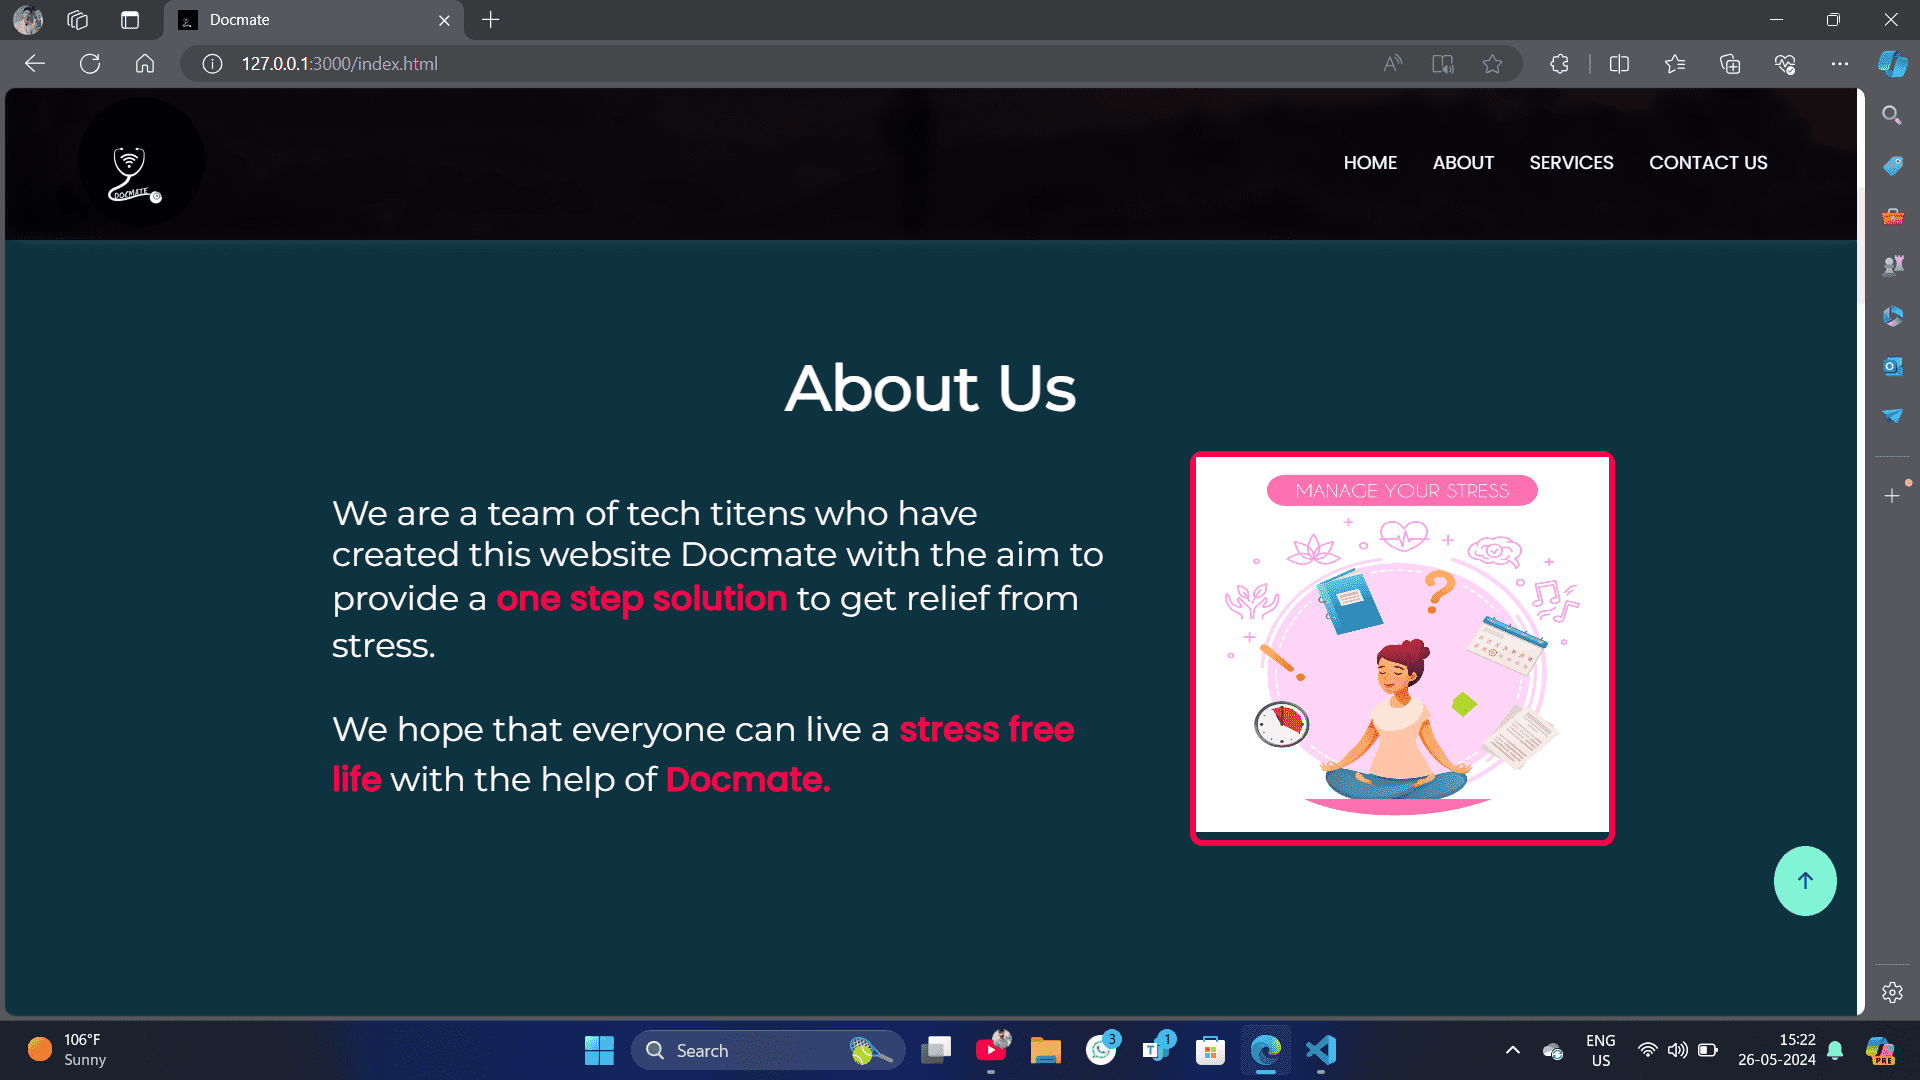 Docmate
127.0.0.1:3000/index.html
DOCMATE
HOME ABOUT SERVICES CONTACT US
About Us
We are a team of tech titens who have
created this website Docmate with the aim to
provide a one step solution to get relief from
stress.
We hope that everyone can live a stress free
life with the help of Docmate.
MANAGE YOUR STRESS
106°F
Sunny
Search
3
1
ENG
US
15:22
26-05-2024
PRE